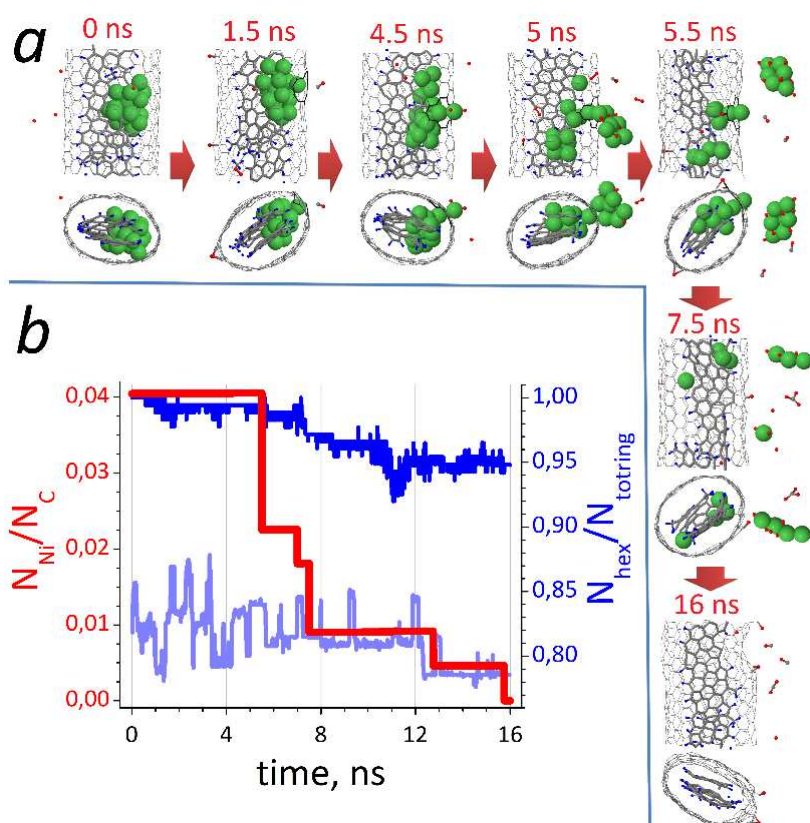 a
0 ns
1.5 ns
4.5 ns
5 ns
5.5 ns
7.5 ns
16 ns
b
0,04
0,03
0,02
0,01
0,00
N_Ni/N_C
1,00
0,95
0,90
0,85
0,80
N_hex/N_totring
0
4
8
12
16
time, ns